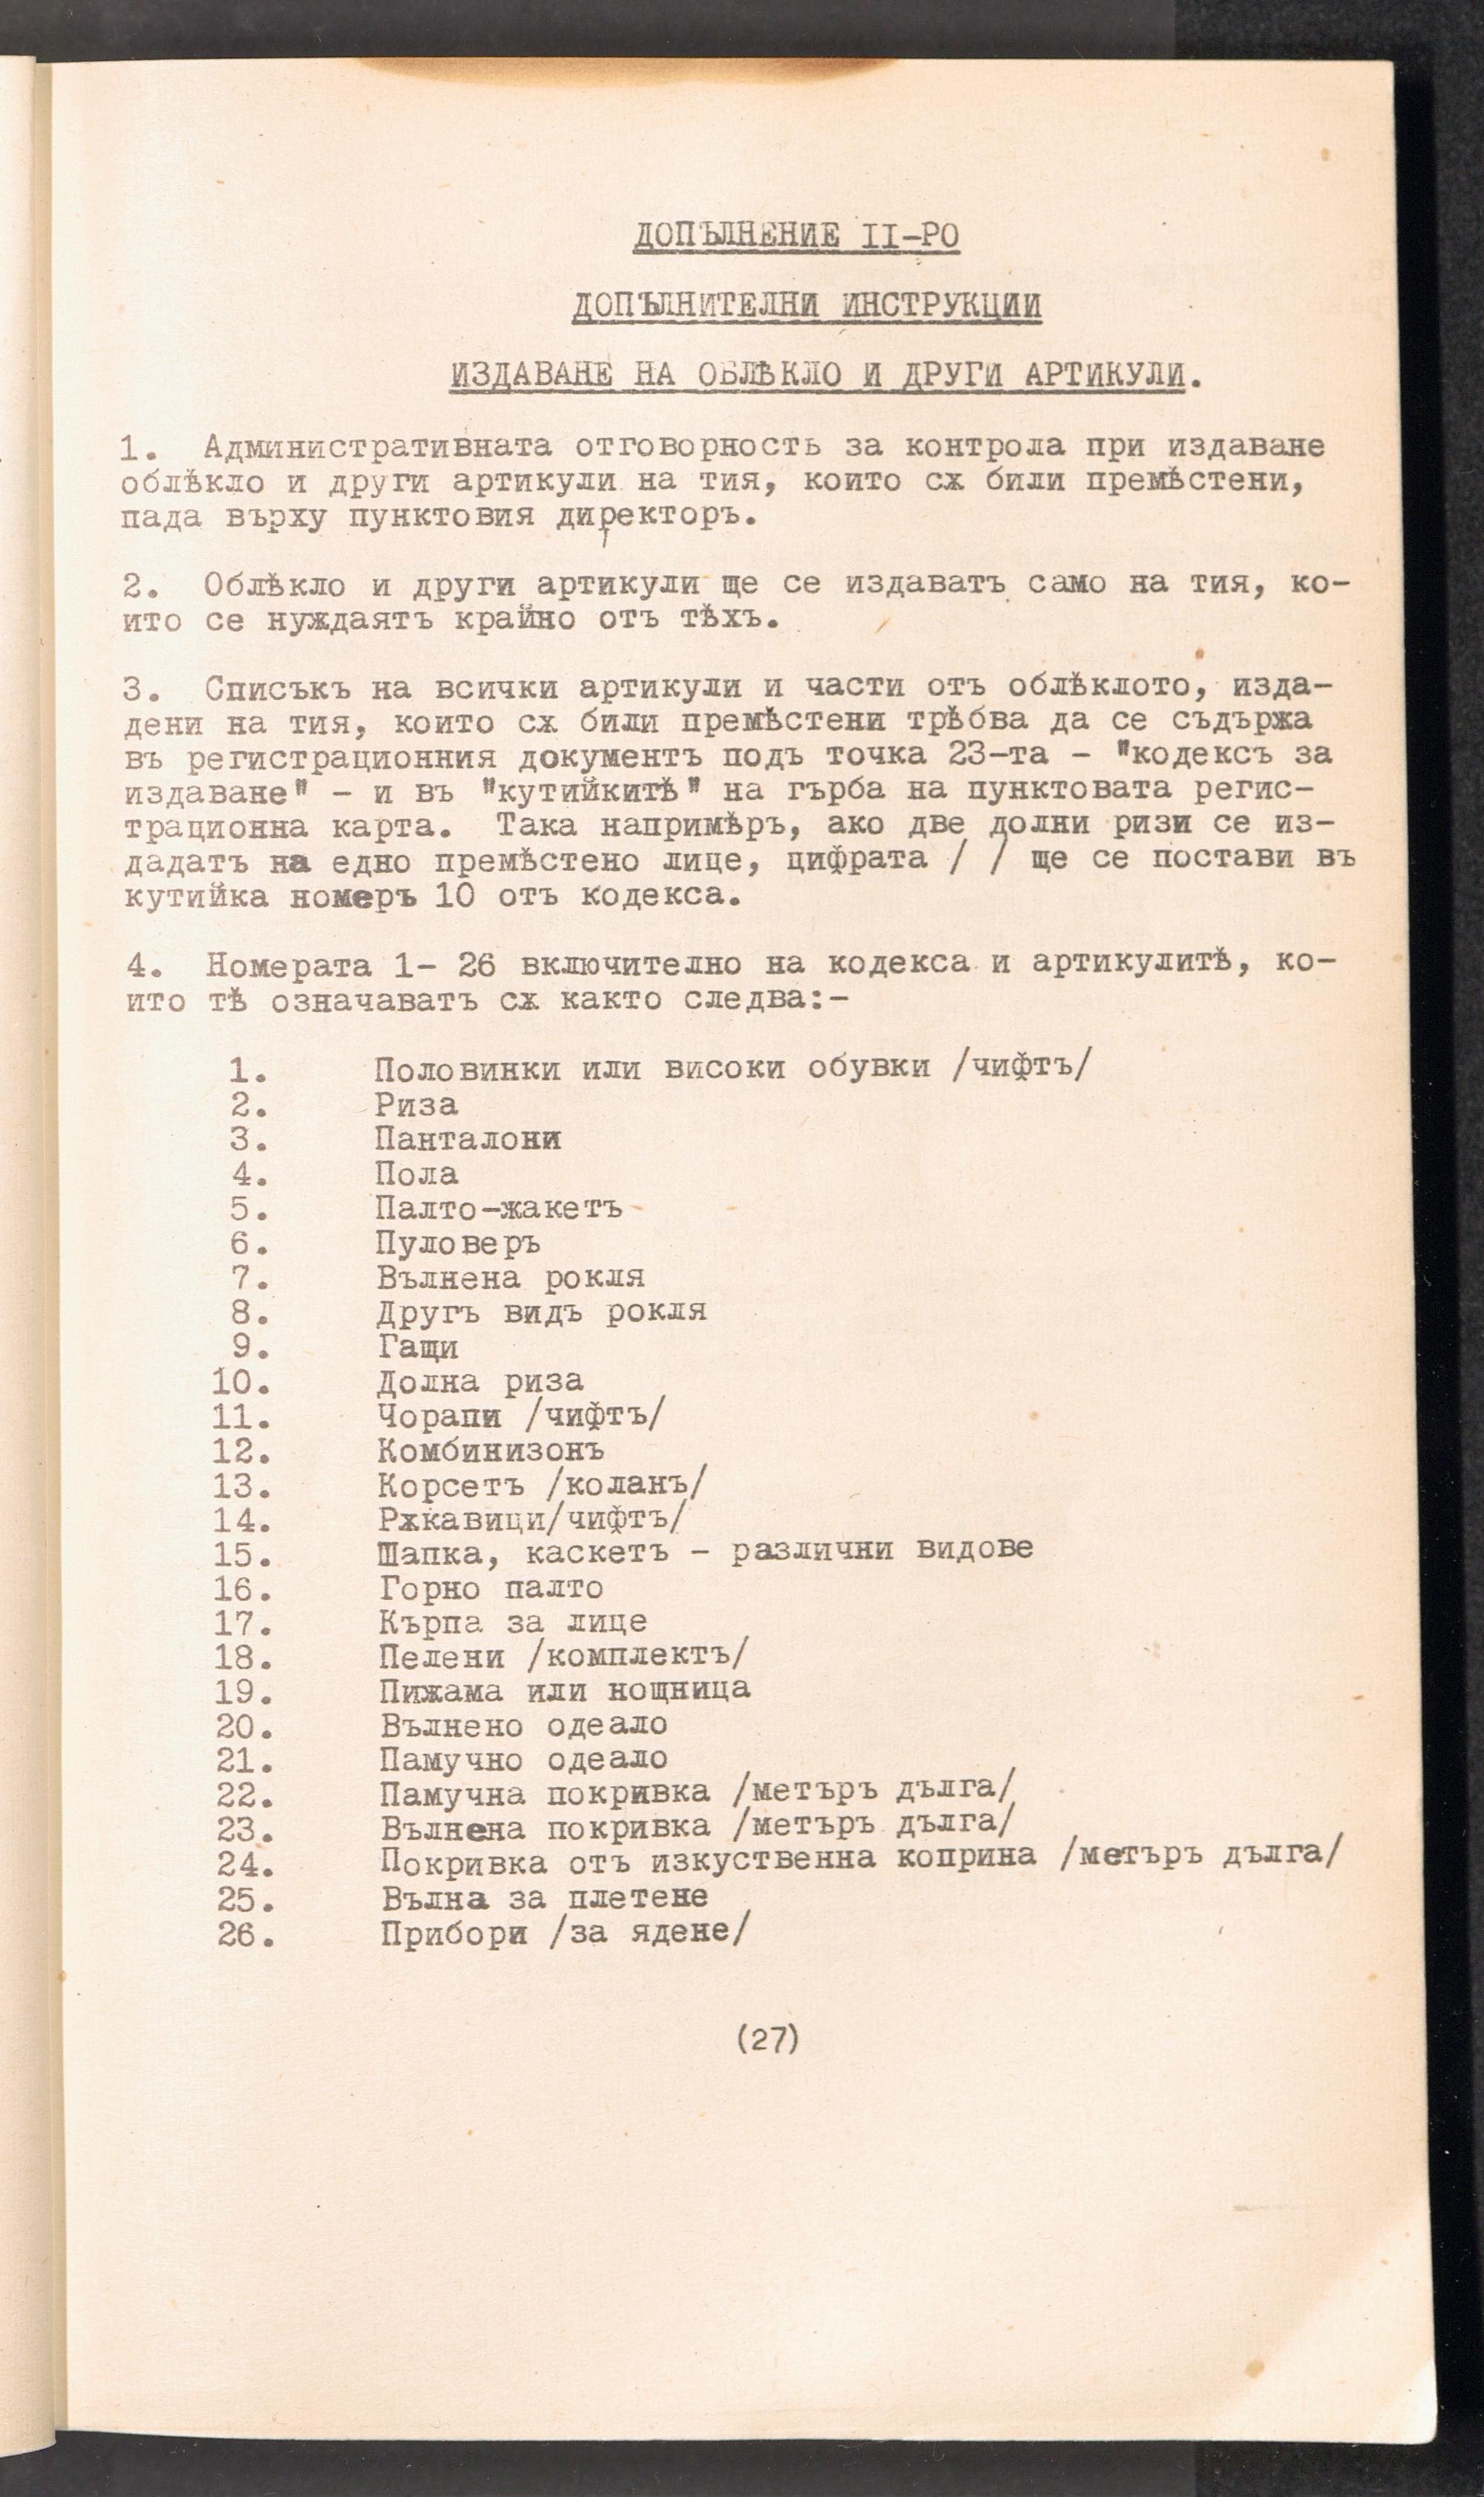 ДОПЪЛНЕНИЕ II-РО
ДОПЪЛНИТЕЛНИ ИНСТРУКЦИИ
ИЗДАВАНЕ НА ОБЛѢКЛО И ДРУГИ АРТИКУЛИ.
1. Административната отговорность за контрола при издаване
облѣкло и други артикули на тия, които сѫ били премѣстени,
пада върху пунктовия директоръ.
2. Облѣкло и други артикули ще се издаватъ само на тия, ко-
ито се нуждаятъ крайно отъ тѣхъ.
3. Списъкъ на всички артикули и части отъ облѣклото, изда-
дени на тия, които сѫ били премѣстени трѣбва да се съдържа
въ регистрационния документъ подъ точка 23-та - "кодексъ за
издаване" - и въ "кутийкитѣ" на гърба на пунктовата регис-
трационна карта. Така напримѣръ, ако две долни ризи се из-
дадатъ на едно премѣстено лице, цифрата / / ще се постави въ
кутийка номеръ 10 отъ кодекса.
4. Номерата 1- 26 включително на кодекса и артикулитѣ, ко-
ито тѣ означаватъ сѫ както следва:-
1. Половинки или високи обувки /чифтъ/
2. Риза
3. Панталони
4. Пола
5. Палто-жакетъ
6. Пуловеръ
7. Вълнена рокля
8. Другъ видъ рокля
9. Гащи
10. Долна риза
11. Чорапи /чифтъ/
12. Комбинизонъ
13. Корсетъ /коланъ/
14. Рѫкавици/чифтъ/
15. Шапка, каскетъ - различни видове
16. Горно палто
17. Кърпа за лице
18. Пелени /комплектъ/
19. Пижама или нощница
20. Вълнено одеало
21. Памучно одеало
22. Памучна покривка /метъръ дълга/
23. Вълнена покривка /метъръ дълга/
24. Покривка отъ изкуственна коприна /метъръ дълга/
25. Вълна за плетене
26. Прибори /за ядене/
(27)